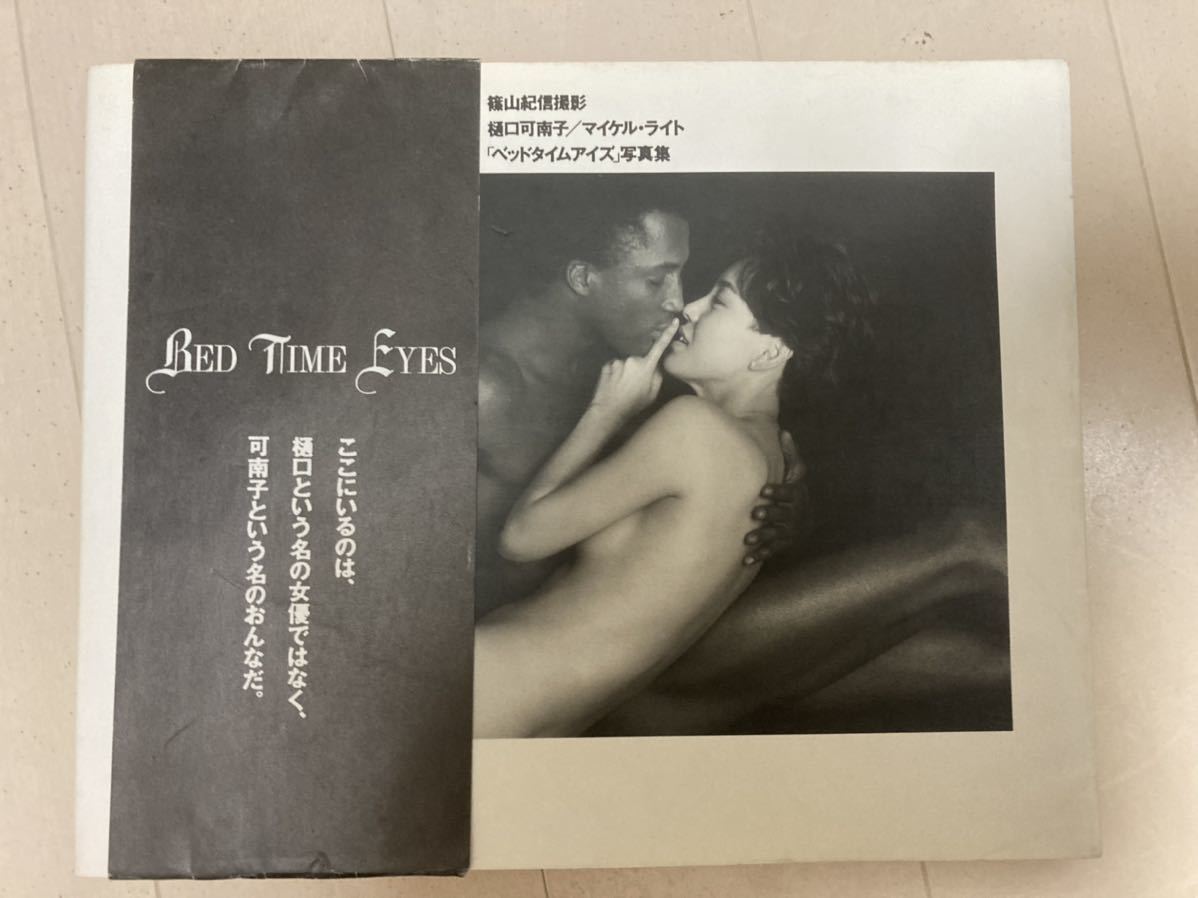 篠山紀信撮影
樋口可南子／マイケル・ライト
「ベッドタイムアイズ」写真集
BED TIME EYES
ここにいるのは、
樋口という名の女優ではなく、
可南子という名のおんなだ。